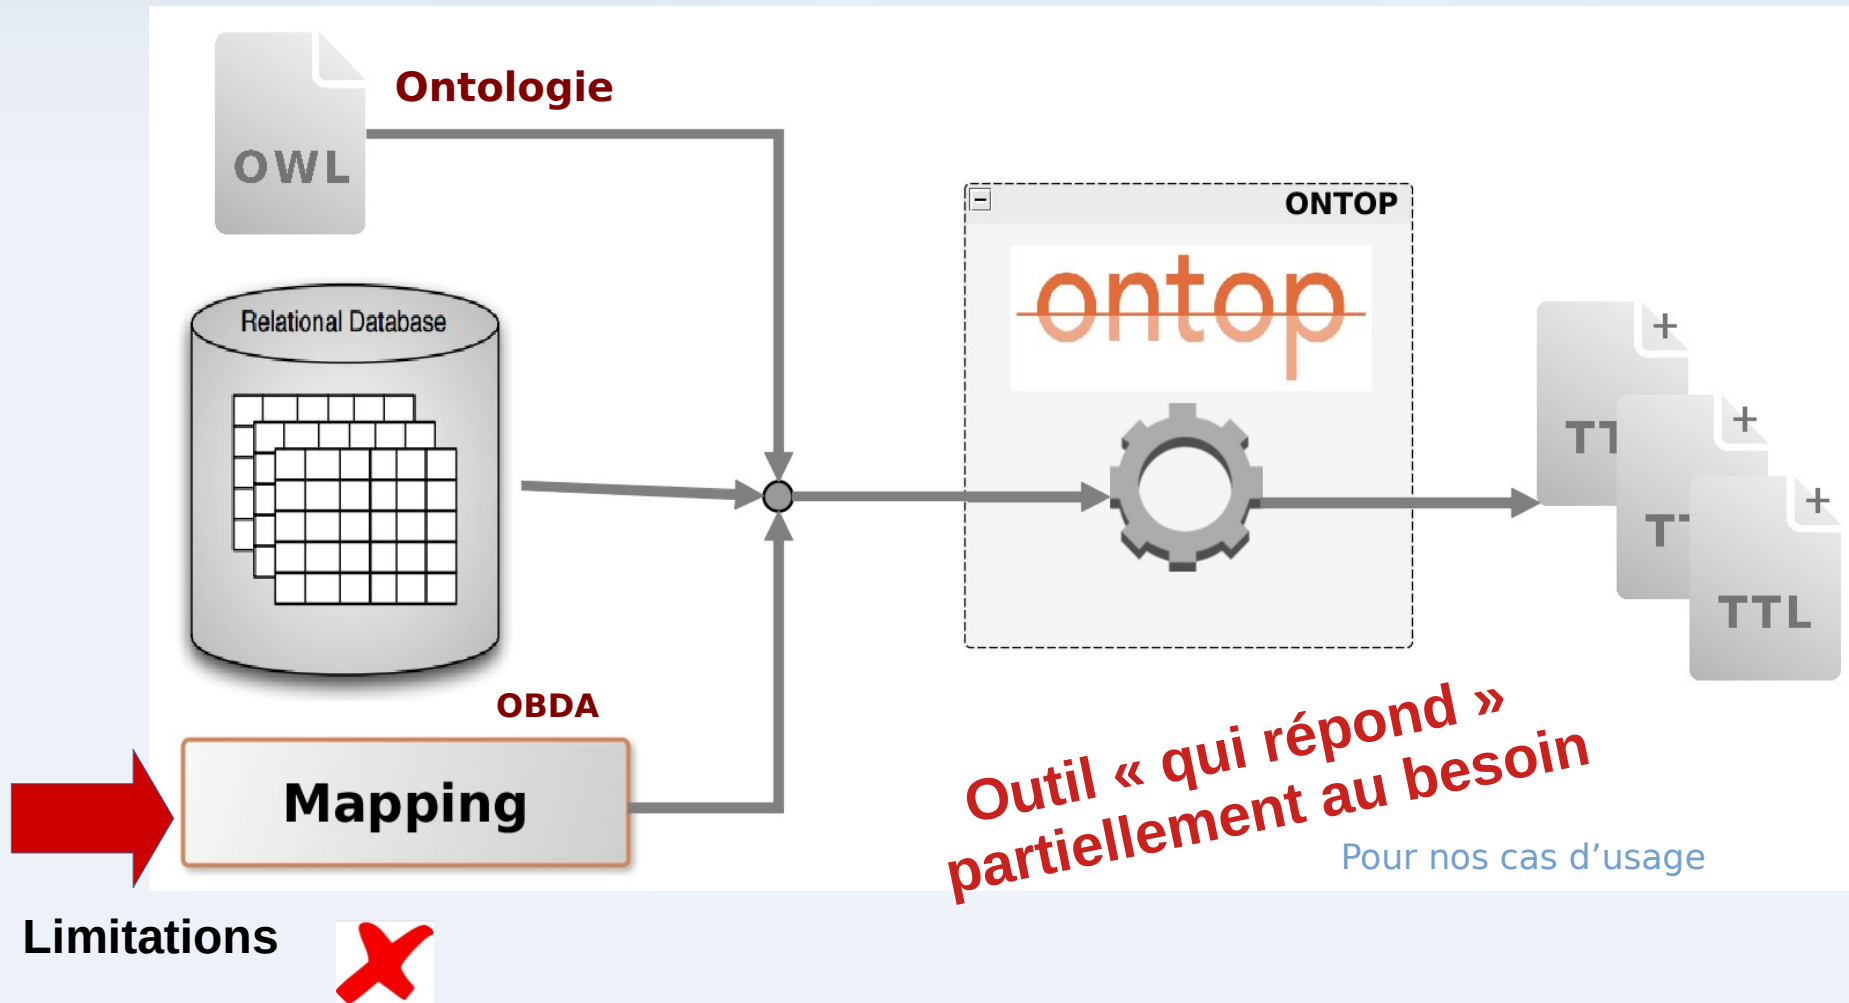 Ontologie
OWL
ONTOP
ontop
Relational Database
TTL
OBDA
Mapping
Outil « qui répond »
partiellement au besoin
Pour nos cas d’usage
Limitations